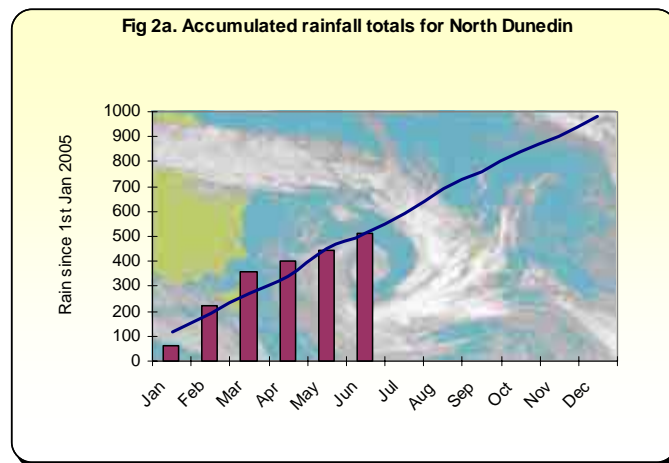 Fig 2a. Accumulated rainfall totals for North Dunedin
Rain since 1st Jan 2005
1000
900
800
700
600
500
400
300
200
100
0
Jan
Feb
Mar
Apr
May
Jun
Jul
Aug
Sep
Oct
Nov
Dec